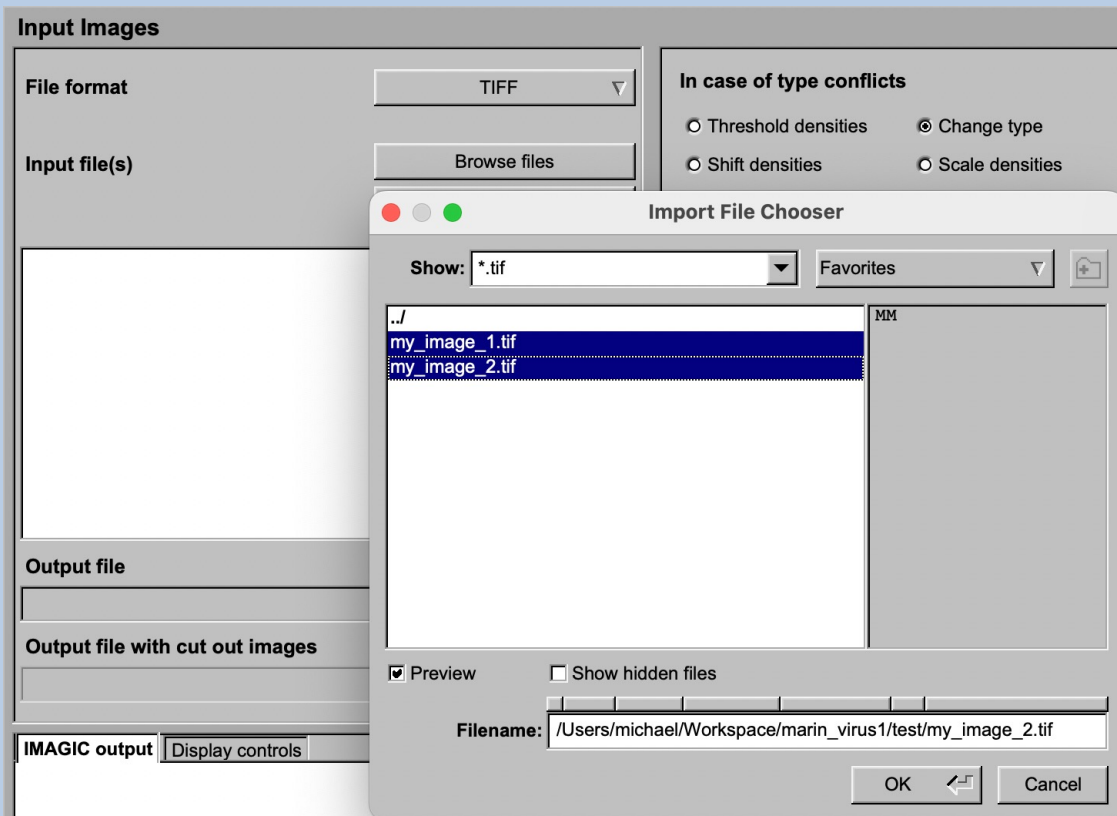 Input Images
File format
TIFF
In case of type conflicts
Threshold densities
Change type
Input file(s)
Browse files
Shift densities
Scale densities
Import File Chooser
Show: *.tif
Favorites
../
MM
my_image_1.tif
my_image_2.tif
Output file
Output file with cut out images
Preview
Show hidden files
Filename: /Users/michael/Workspace/marin_virus1/test/my_image_2.tif
IMAGIC output
Display controls
OK
Cancel